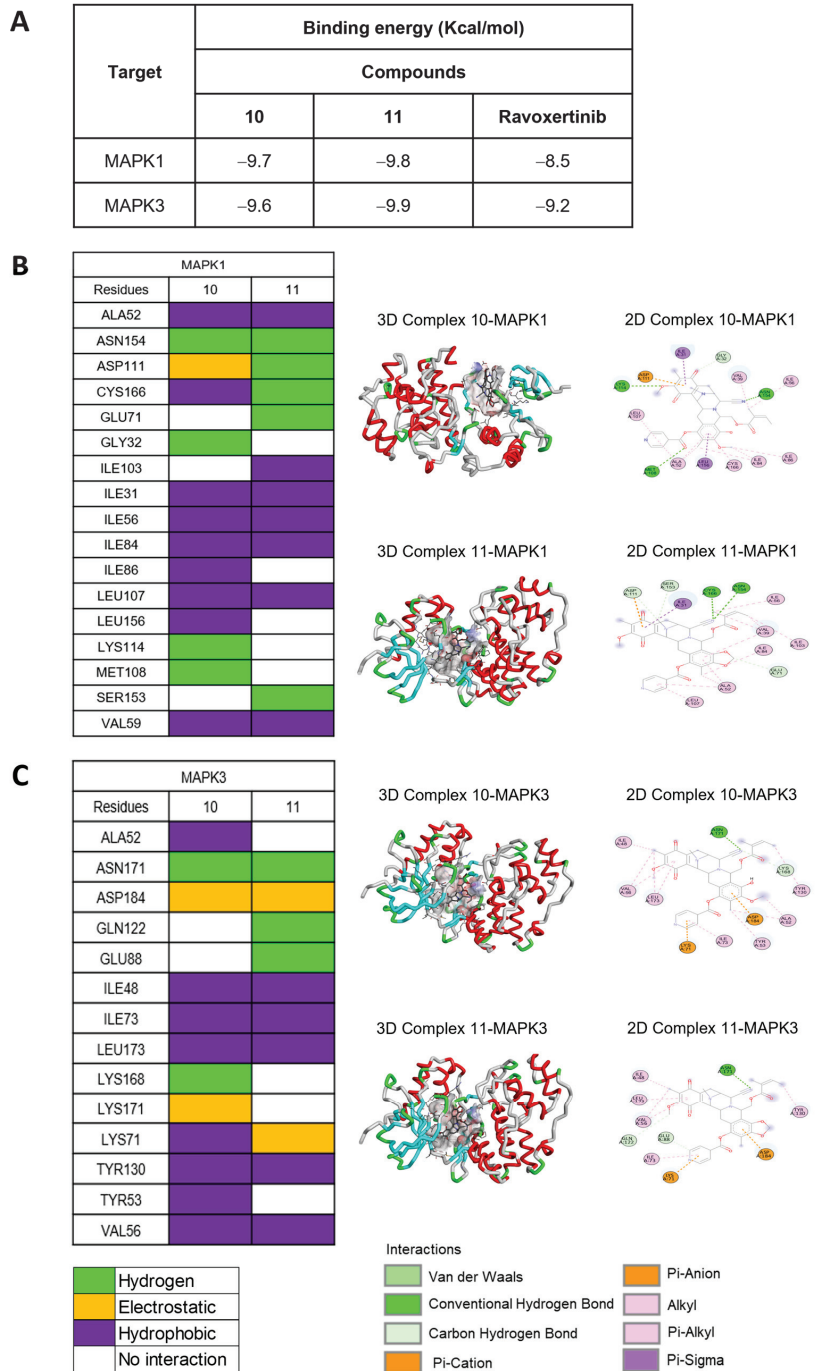 A
Target
Binding energy (Kcal/mol)
Compounds
10 11 Ravoxertinib
MAPK1 −9.7 −9.8 −8.5
MAPK3 −9.6 −9.9 −9.2
B
MAPK1
Residues 10 11
ALA52
ASN154
ASP111
CYS166
GLU71
GLY32
ILE103
ILE31
ILE56
ILE84
ILE86
LEU107
LEU156
LYS114
MET108
SER153
VAL59
3D Complex 10-MAPK1
2D Complex 10-MAPK1
3D Complex 11-MAPK1
2D Complex 11-MAPK1
C
MAPK3
Residues 10 11
ALA52
ASN171
ASP184
GLN122
GLU88
ILE48
ILE73
LEU173
LYS168
LYS171
LYS71
TYR130
TYR53
VAL56
3D Complex 10-MAPK3
2D Complex 10-MAPK3
3D Complex 11-MAPK3
2D Complex 11-MAPK3
Hydrogen
Electrostatic
Hydrophobic
No interaction
Interactions
Van der Waals
Conventional Hydrogen Bond
Carbon Hydrogen Bond
Pi-Cation
Pi-Anion
Alkyl
Pi-Alkyl
Pi-Sigma